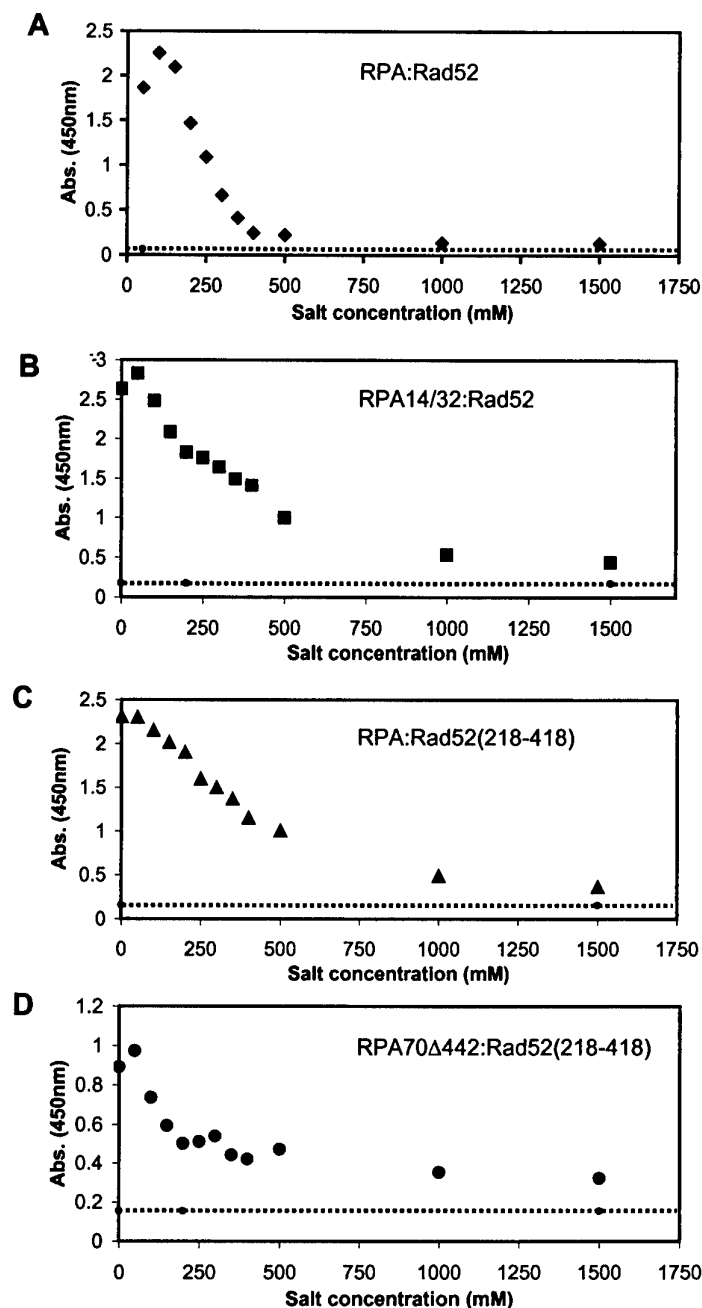 A
2.5
2
1.5
1
0.5
0
Abs. (450nm)
RPA:Rad52
0 250 500 750 1000 1250 1500 1750
Salt concentration (mM)
B
3
2.5
2
1.5
1
0.5
0
Abs. (450nm)
RPA14/32:Rad52
0 250 500 750 1000 1250 1500
Salt concentration (mM)
C
2.5
2
1.5
1
0.5
0
Abs. (450nm)
RPA:Rad52(218-418)
0 250 500 750 1000 1250 1500 1750
Salt concentration (mM)
D
1.2
1
0.8
0.6
0.4
0.2
0
Abs. (450nm)
RPA70Δ442:Rad52(218-418)
0 250 500 750 1000 1250 1500 1750
Salt concentration (mM)